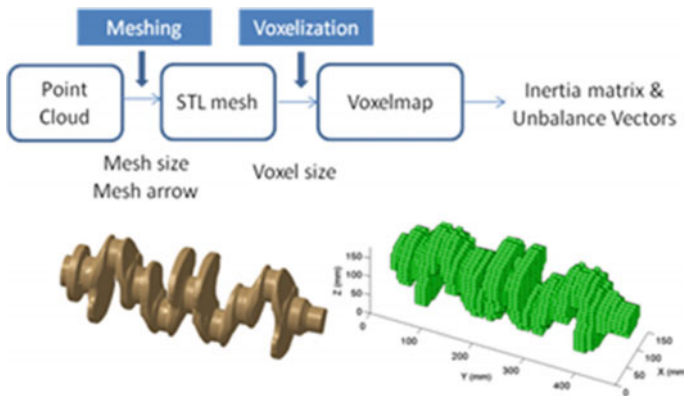 Meshing
Voxelization
Point
Cloud
STL mesh
Voxelmap
Inertia matrix &
Unbalance Vectors
Mesh size
Mesh arrow
Voxel size
150
100
50
0
Z (mm)
0
100
200
300
400
Y (mm)
150
100
50
0
X (mm)